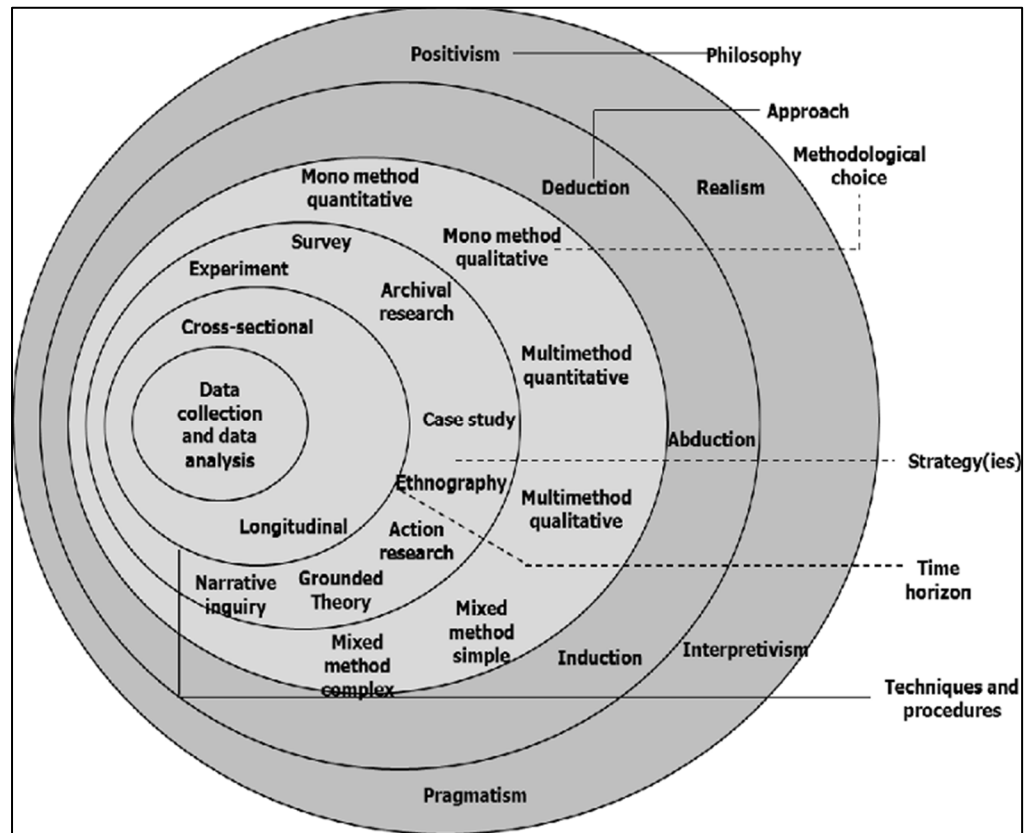 Positivism
Philosophy
Approach
Methodological
choice
Mono method
quantitative
Deduction
Realism
Survey
Mono method
qualitative
Experiment
Archival
research
Cross-sectional
Multimethod
quantitative
Data
collection
and data
analysis
Case study
Abduction
Strategy(ies)
Ethnography
Multimethod
qualitative
Longitudinal
Action
research
Time
horizon
Narrative
inquiry
Grounded
Theory
Mixed
method
simple
Mixed
method
complex
Induction
Interpretivism
Techniques and
procedures
Pragmatism